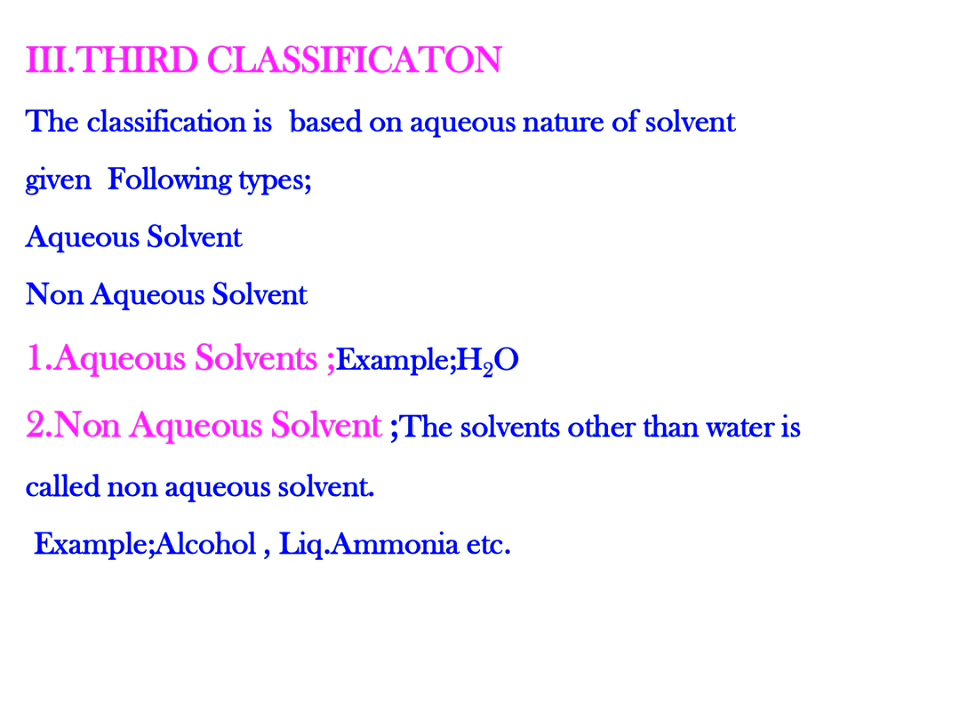 III.THIRD CLASSIFICATON
The classification is  based on aqueous nature of solvent
given  Following types;
Aqueous Solvent
Non Aqueous Solvent
1.Aqueous Solvents ;Example;H₂O
2.Non Aqueous Solvent ;The solvents other than water is
called non aqueous solvent.
Example;Alcohol , Liq.Ammonia etc.